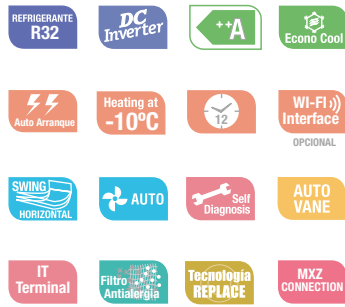 REFRIGERANTE
R32
DC
Inverter
++A
Econo Cool
Auto Arranque
Heating at
-10ºC
12
WI-FI
Interface
OPCIONAL
SWING
HORIZONTAL
AUTO
Self
Diagnosis
AUTO
VANE
IT
Terminal
Filtro
Antialergia
Tecnología
REPLACE
MXZ
CONNECTION